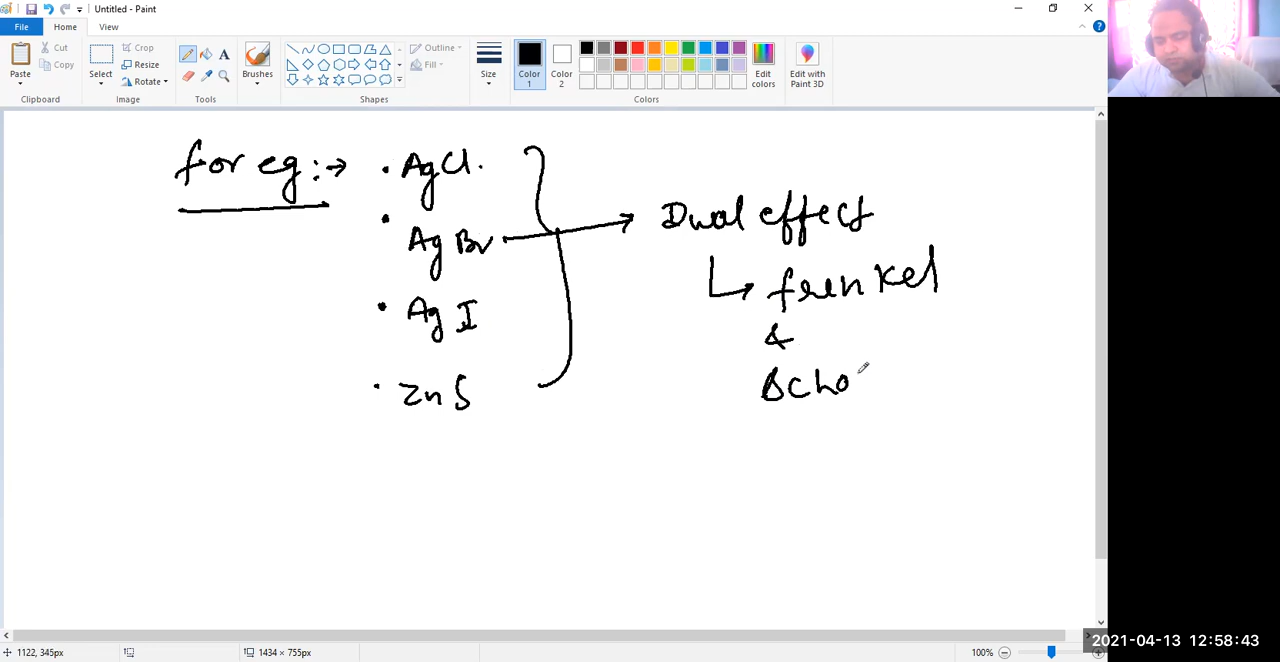 Untitled - Paint
File Home View
Paste Cut Copy Clipboard
Select Crop Resize Rotate Image
Tools
Brushes
Shapes Outline Fill
Size
Color 1 Color 2 Colors
Edit colors
Edit with Paint 3D
for eg :→ • AgCl.
• AgBr → Dual effect
frenkel
• AgI
&
• ZnS
Scho
1122, 345px
1434 × 755px
100%
2021-04-13 12:58:43